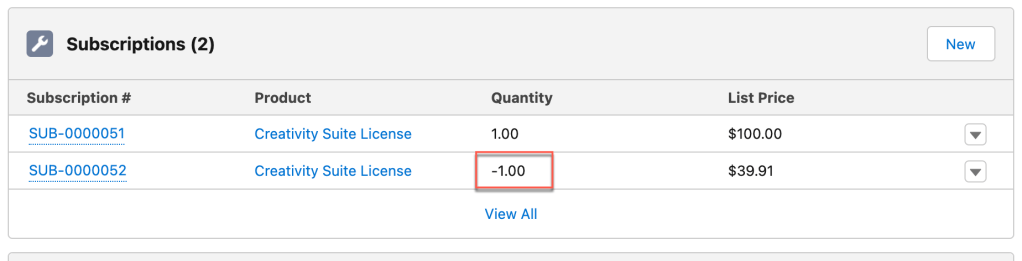 Subscriptions (2)
New
Subscription # Product Quantity List Price
SUB-0000051 Creativity Suite License 1.00 $100.00
SUB-0000052 Creativity Suite License -1.00 $39.91
View All